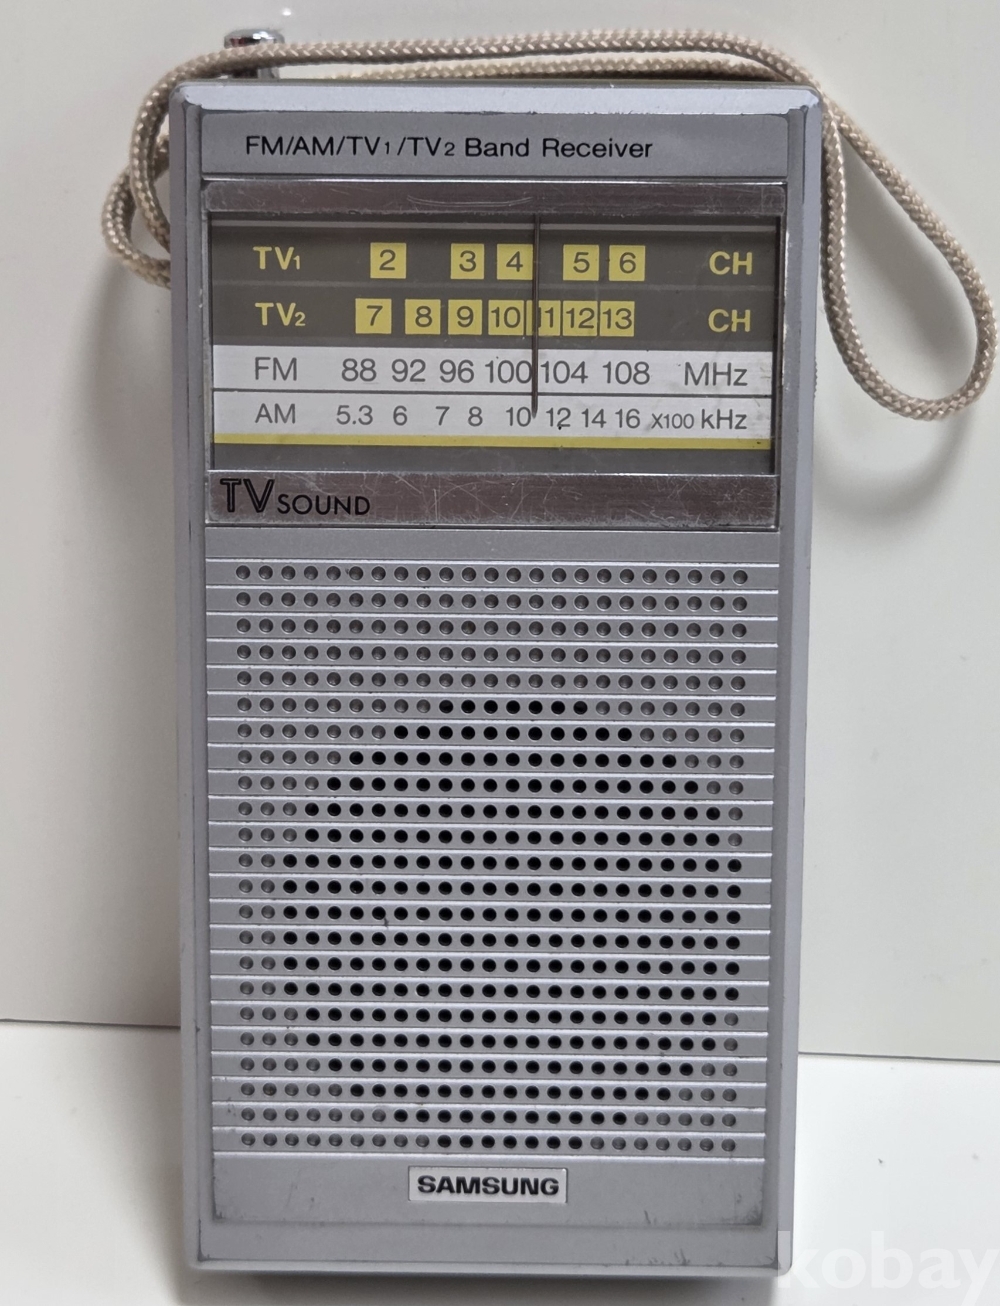 FM/AM/TV1/TV2 Band Receiver
TV1 2 3 4 5 6 CH
TV2 7 8 9 10 11 12 13 CH
FM 88 92 96 100 104 108 MHz
AM 5.3 6 7 8 10 12 14 16 X100 kHz
TV SOUND
SAMSUNG
kobay